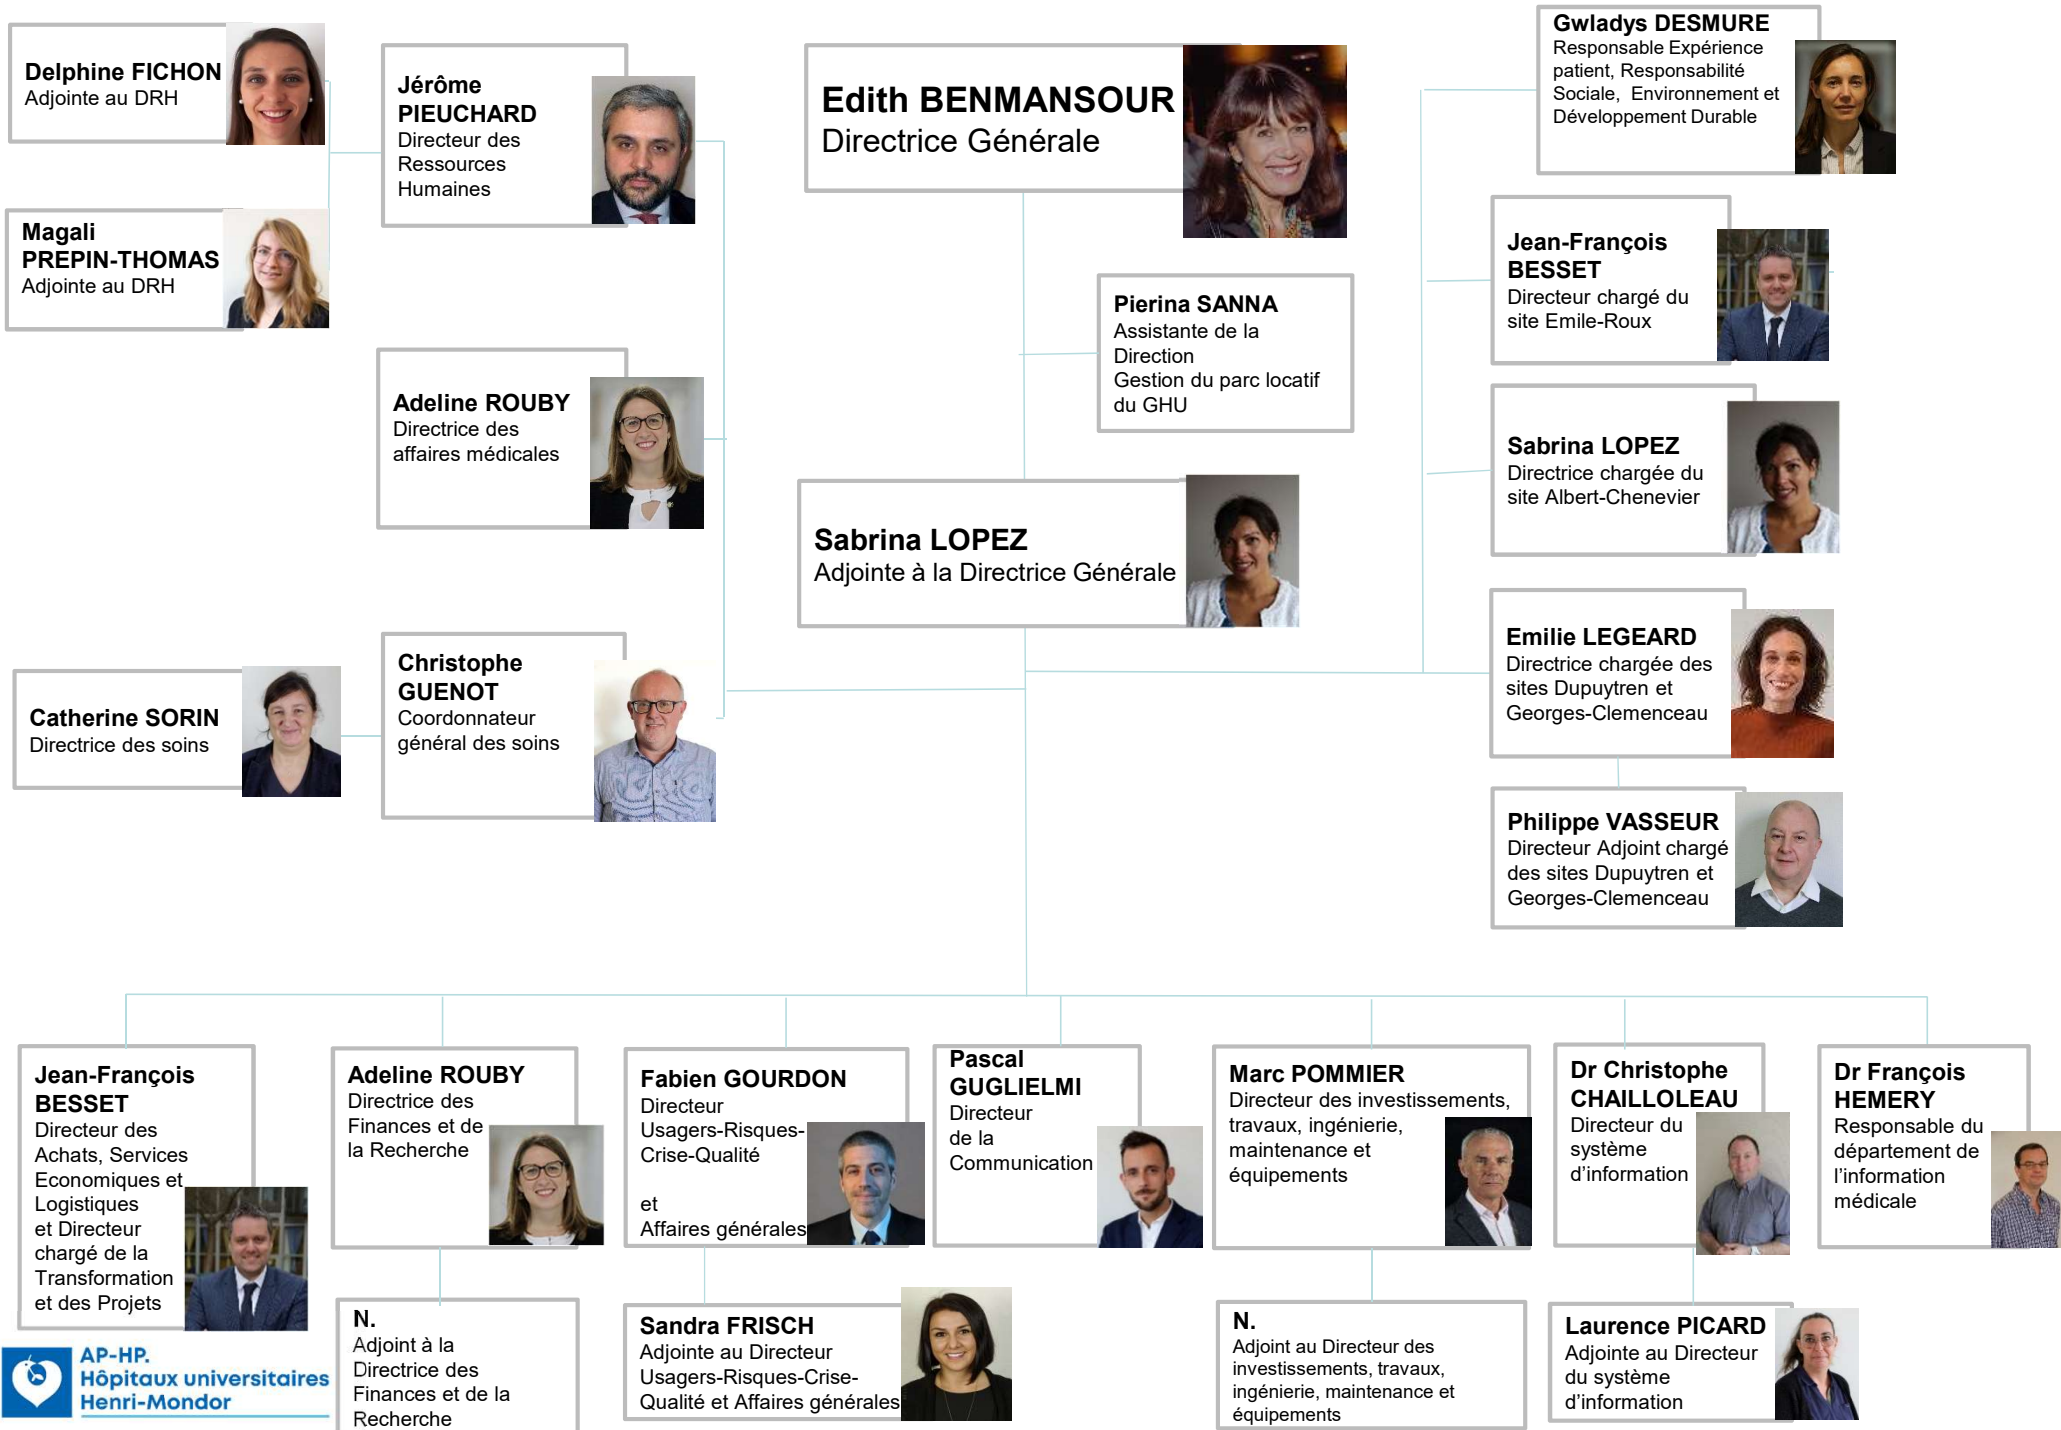 Delphine FICHON
Adjointe au DRH
Magali
PREPIN-THOMAS
Adjointe au DRH
Jérôme
PIEUCHARD
Directeur des
Ressources
Humaines
Adeline ROUBY
Directrice des
affaires médicales
Catherine SORIN
Directrice des soins
Christophe
GUENOT
Coordonnateur
général des soins
Edith BENMANSOUR
Directrice Générale
Pierina SANNA
Assistante de la
Direction
Gestion du parc locatif
du GHU
Sabrina LOPEZ
Adjointe à la Directrice Générale
Gwladys DESMURE
Responsable Expérience
patient, Responsabilité
Sociale, Environnement et
Développement Durable
Jean-François
BESSET
Directeur chargé du
site Emile-Roux
Sabrina LOPEZ
Directrice chargée du
site Albert-Chenevier
Emilie LEGEARD
Directrice chargée des
sites Dupuytren et
Georges-Clemenceau
Philippe VASSEUR
Directeur Adjoint chargé
des sites Dupuytren et
Georges-Clemenceau
Jean-François
BESSET
Directeur des
Achats, Services
Economiques et
Logistiques
et Directeur
chargé de la
Transformation
et des Projets
Adeline ROUBY
Directrice des
Finances et de
la Recherche
N.
Adjoint à la
Directrice des
Finances et de la
Recherche
Fabien GOURDON
Directeur
Usagers-Risques-
Crise-Qualité
et
Affaires générales
Sandra FRISCH
Adjointe au Directeur
Usagers-Risques-Crise-
Qualité et Affaires générales
Pascal
GUGLIELMI
Directeur
de la
Communication
Marc POMMIER
Directeur des investissements,
travaux, ingénierie,
maintenance et
équipements
N.
Adjoint au Directeur des
investissements, travaux,
ingénierie, maintenance et
équipements
Dr Christophe
CHAILLOLEAU
Directeur du
système
d’information
Laurence PICARD
Adjointe au Directeur
du système
d’information
Dr François
HEMERY
Responsable du
département de
l’information
médicale
AP-HP.
Hôpitaux universitaires
Henri-Mondor